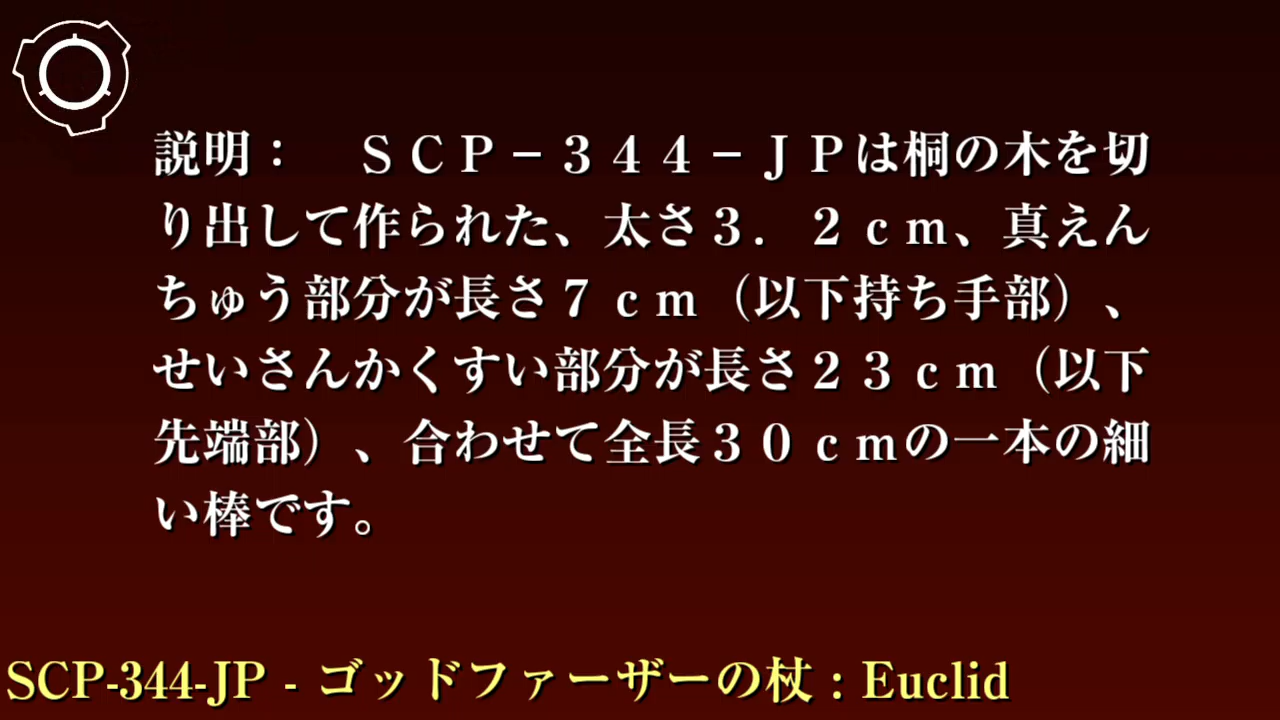 説明：　ＳＣＰ－３４４－ＪＰは桐の木を切
り出して作られた、太さ３．２ｃｍ、真えん
ちゅう部分が長さ７ｃｍ（以下持ち手部）、
せいさんかくすい部分が長さ２３ｃｍ（以下
先端部）、合わせて全長３０ｃｍの一本の細
い棒です。
SCP-344-JP - ゴッドファーザーの杖 : Euclid